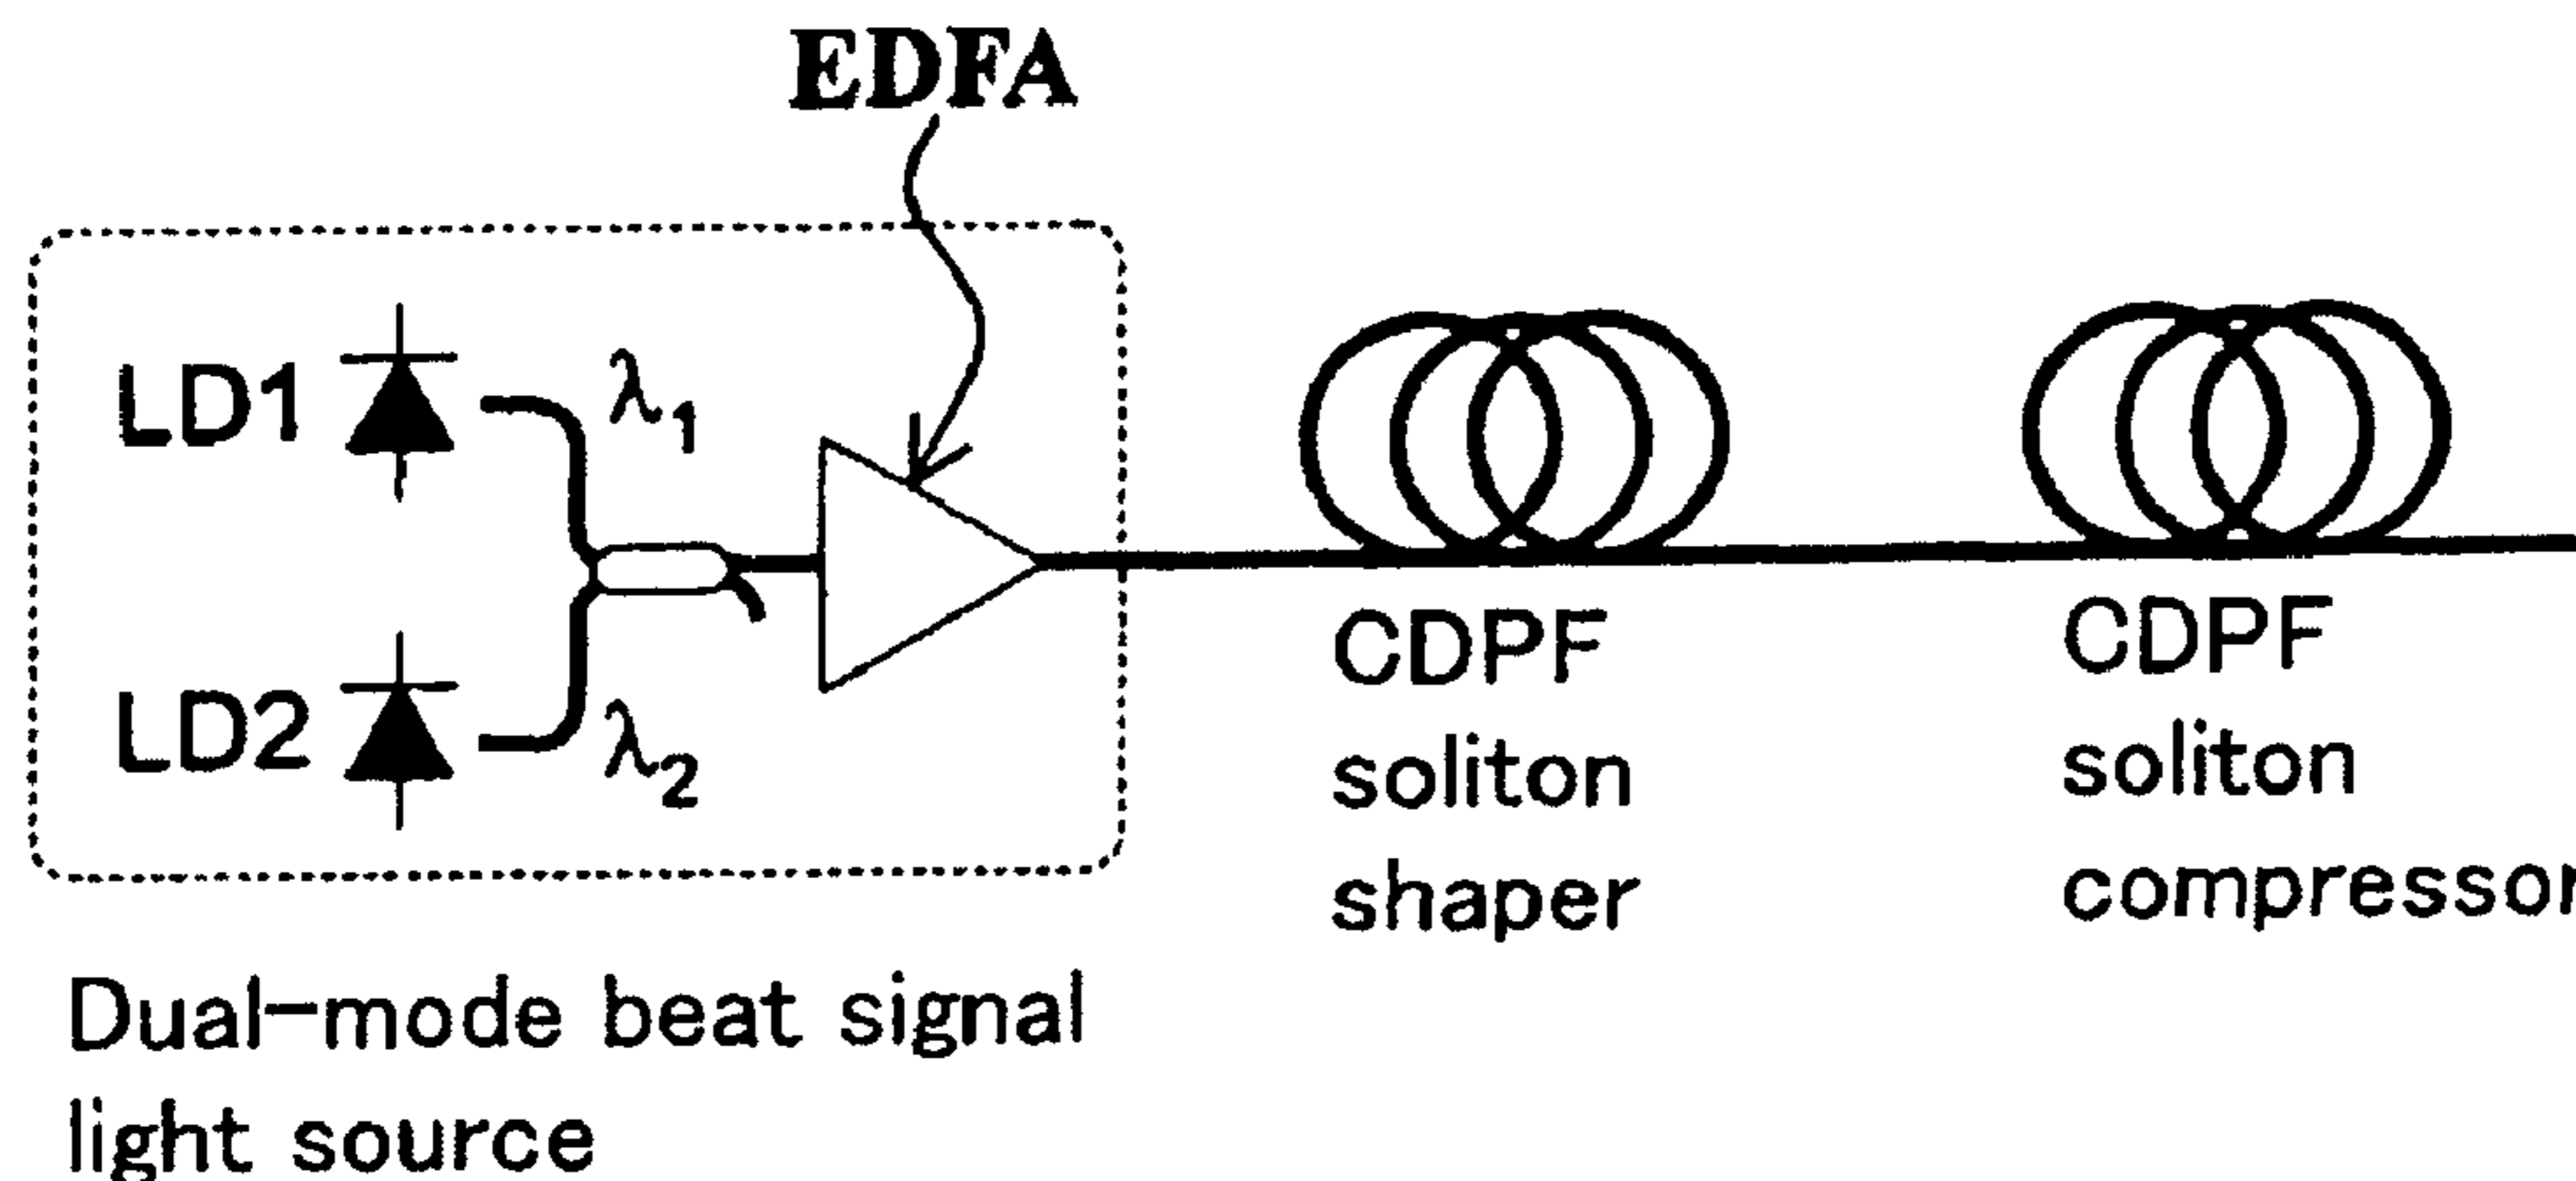 EDFA
LD1
λ1
LD2
λ2
CDPF
soliton
shaper
CDPF
soliton
compressor
Dual-mode beat signal
light source